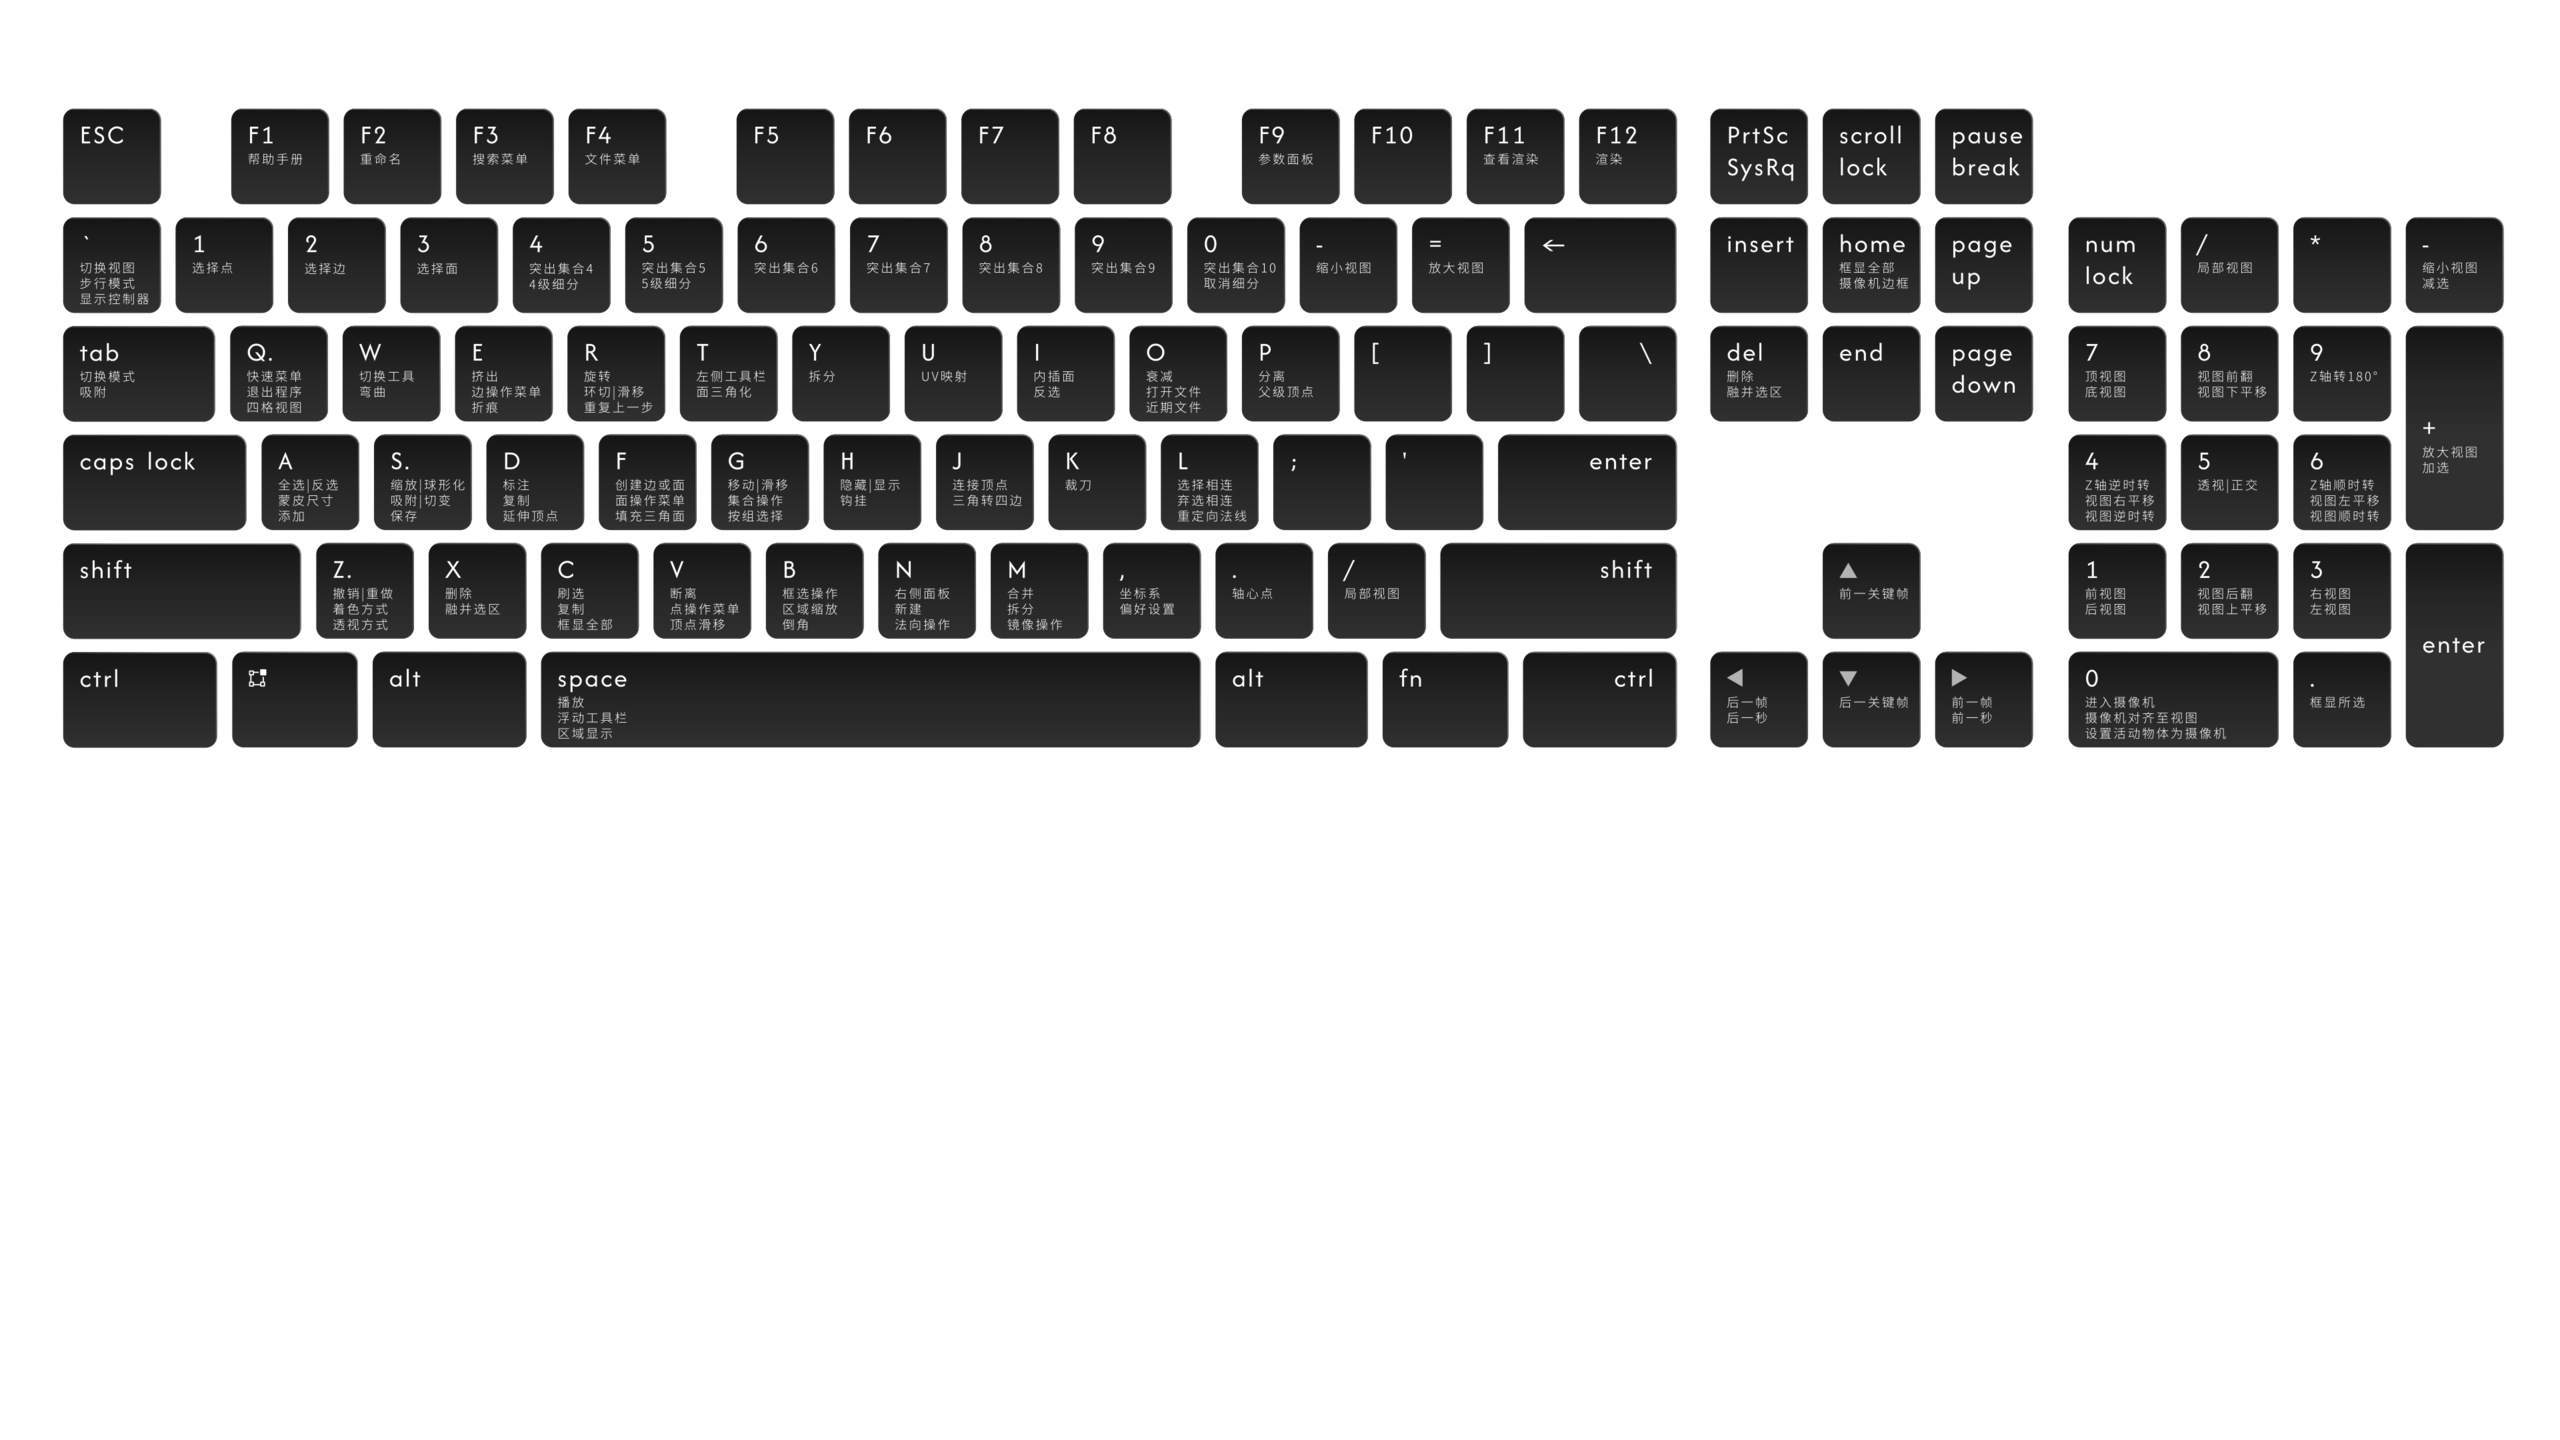 ESC
F1
帮助手册
F2
重命名
F3
搜索菜单
F4
文件菜单
F5
F6
F7
F8
F9
参数面板
F10
F11
查看渲染
F12
渲染
PrtSc
SysRq
scroll
lock
pause
break
`
切换视图
步行模式
显示控制器
1
选择点
2
选择边
3
选择面
4
突出集合4
4级细分
5
突出集合5
5级细分
6
突出集合6
7
突出集合7
8
突出集合8
9
突出集合9
0
突出集合10
取消细分
-
缩小视图
=
放大视图
←
insert
home
框显全部
摄像机边框
page
up
num
lock
/
局部视图
*
-
缩小视图
减选
tab
切换模式
吸附
Q.
快速菜单
退出程序
四格视图
W
切换工具
弯曲
E
挤出
边操作菜单
折痕
R
旋转
环切|滑移
重复上一步
T
左侧工具栏
面三角化
Y
拆分
U
UV映射
I
内插面
反选
O
衰减
打开文件
近期文件
P
分离
父级顶点
[
]
\
del
删除
融并选区
end
page
down
7
顶视图
底视图
8
视图前翻
视图下平移
9
Z轴转180°
+
放大视图
加选
caps lock
A
全选|反选
蒙皮尺寸
添加
S.
缩放|球形化
吸附|切变
保存
D
标注
复制
延伸顶点
F
创建边或面
面操作菜单
填充三角面
G
移动|滑移
集合操作
按组选择
H
隐藏|显示
钩挂
J
连接顶点
三角转四边
K
裁刀
L
选择相连
弃选相连
重定向法线
;
'
enter
4
Z轴逆时转
视图右平移
视图逆时转
5
透视|正交
6
Z轴顺时转
视图左平移
视图顺时转
shift
Z.
撤销|重做
着色方式
透视方式
X
删除
融并选区
C
刷选
复制
框显全部
V
断离
点操作菜单
顶点滑移
B
框选操作
区域缩放
倒角
N
右侧面板
新建
法向操作
M
合并
拆分
镜像操作
,
坐标系
偏好设置
.
轴心点
/
局部视图
shift
▲
前一关键帧
1
前视图
后视图
2
视图后翻
视图上平移
3
右视图
左视图
enter
ctrl
alt
space
播放
浮动工具栏
区域显示
alt
fn
ctrl
◀
后一帧
后一秒
▼
后一关键帧
▶
前一帧
前一秒
0
进入摄像机
摄像机对齐至视图
设置活动物体为摄像机
.
框显所选